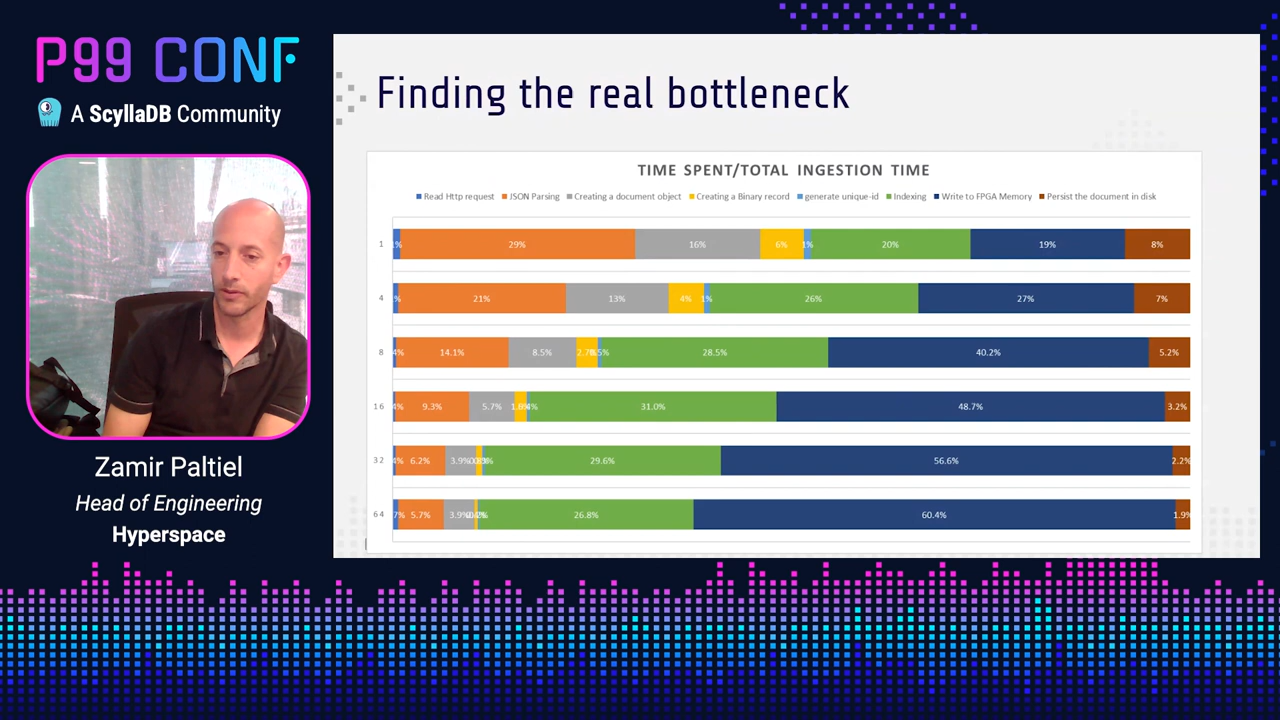 P99 CONF
A ScyllaDB Community
Zamir Paltiel
Head of Engineering
Hyperspace
Finding the real bottleneck
TIME SPENT/TOTAL INGESTION TIME
Read Http request JSON Parsing Creating a document object Creating a Binary record generate unique-id Indexing Write to FPGA Memory Persist the document in disk
1 29% 16% 6% 1% 20% 19% 8%
4 21% 13% 4% 1% 26% 27% 7%
8 14.1% 8.5% 28.5% 40.2% 5.2%
16 9.3% 5.7% 31.0% 48.7% 3.2%
32 6.2% 3.9% 29.6% 56.6% 2.2%
64 5.7% 3.9% 26.8% 60.4% 1.9%